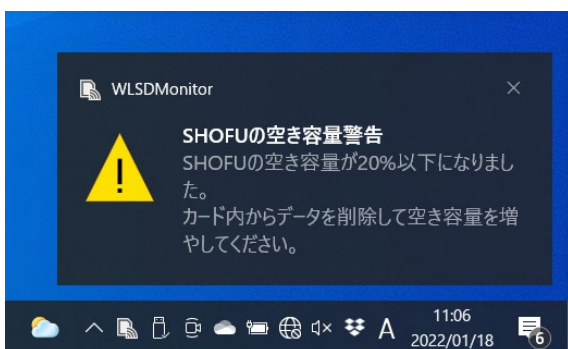 WLSDMonitor
SHOFUの空き容量警告
SHOFUの空き容量が20%以下になりまし
た。
カード内からデータを削除して空き容量を増
やしてください。
A
11:06
2022/01/18
6